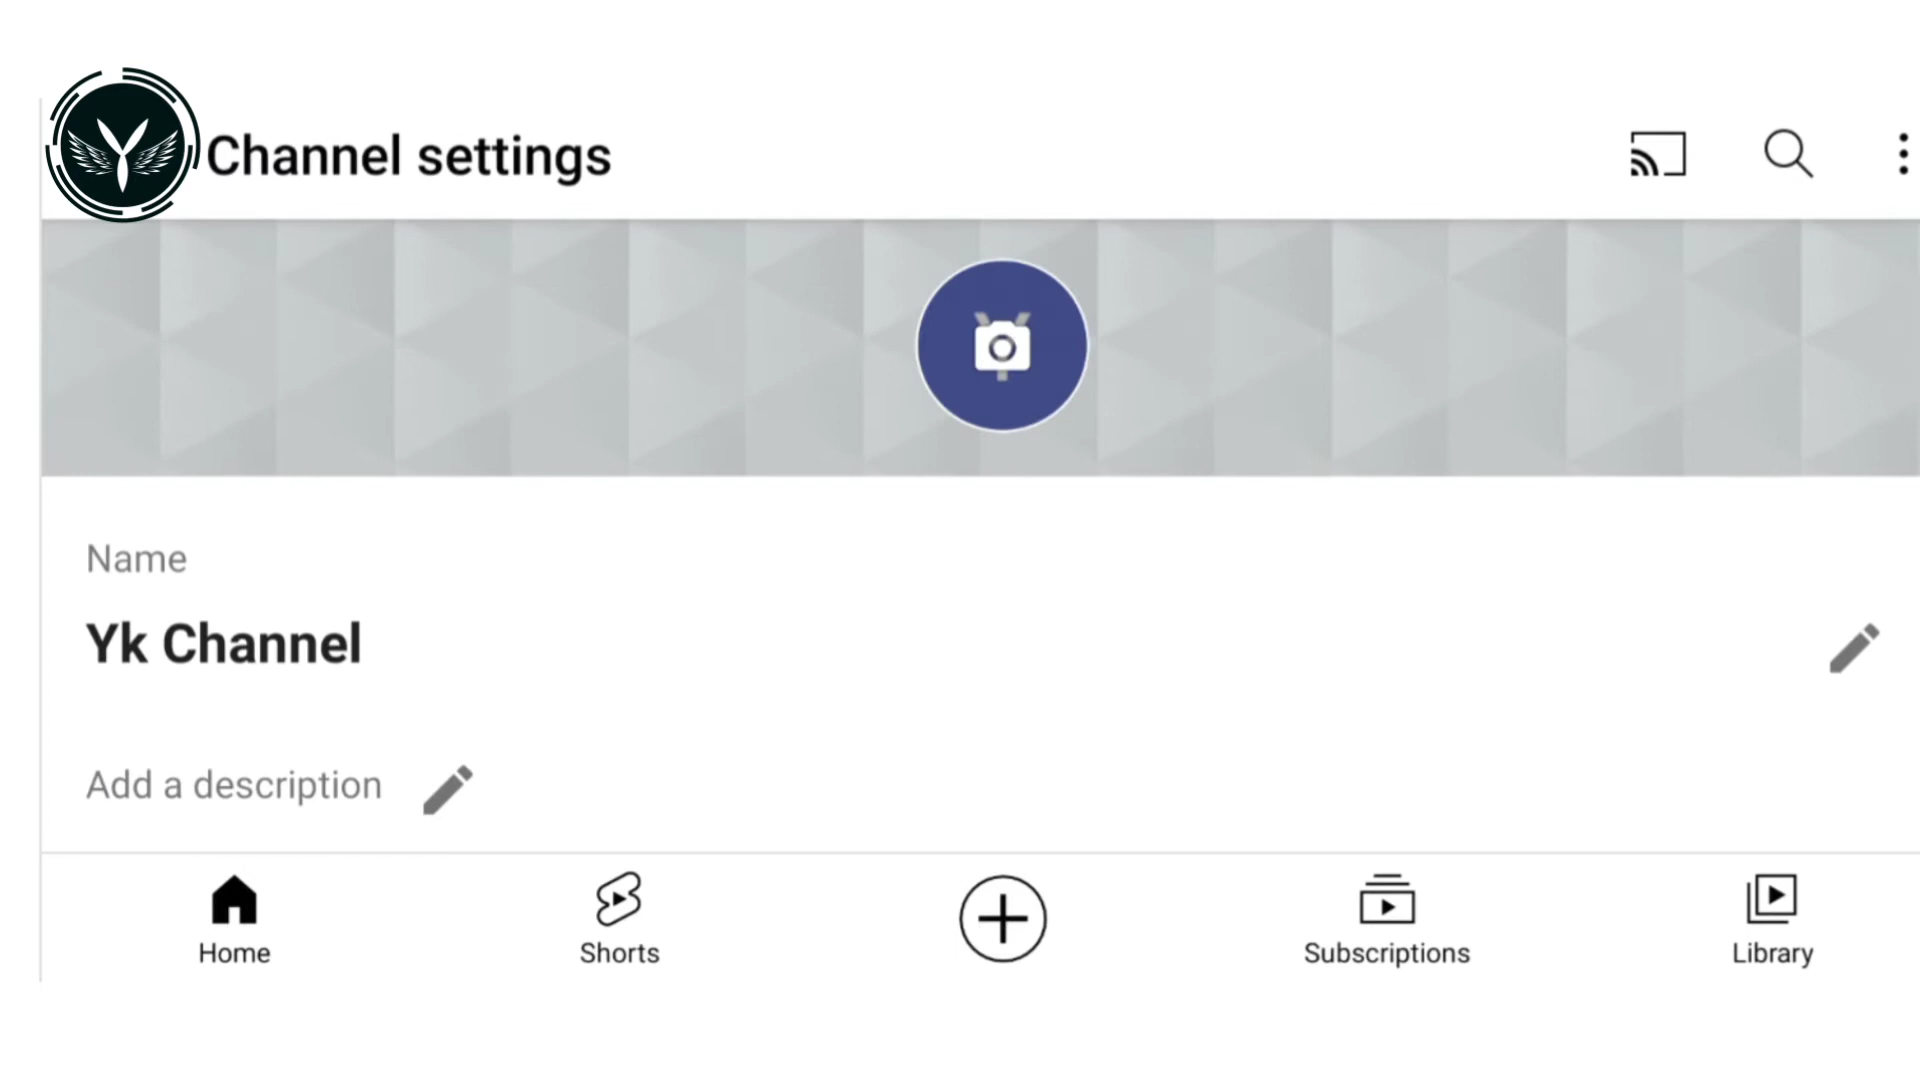 Channel settings
Name
Yk Channel
Add a description
Home
Shorts
Subscriptions
Library